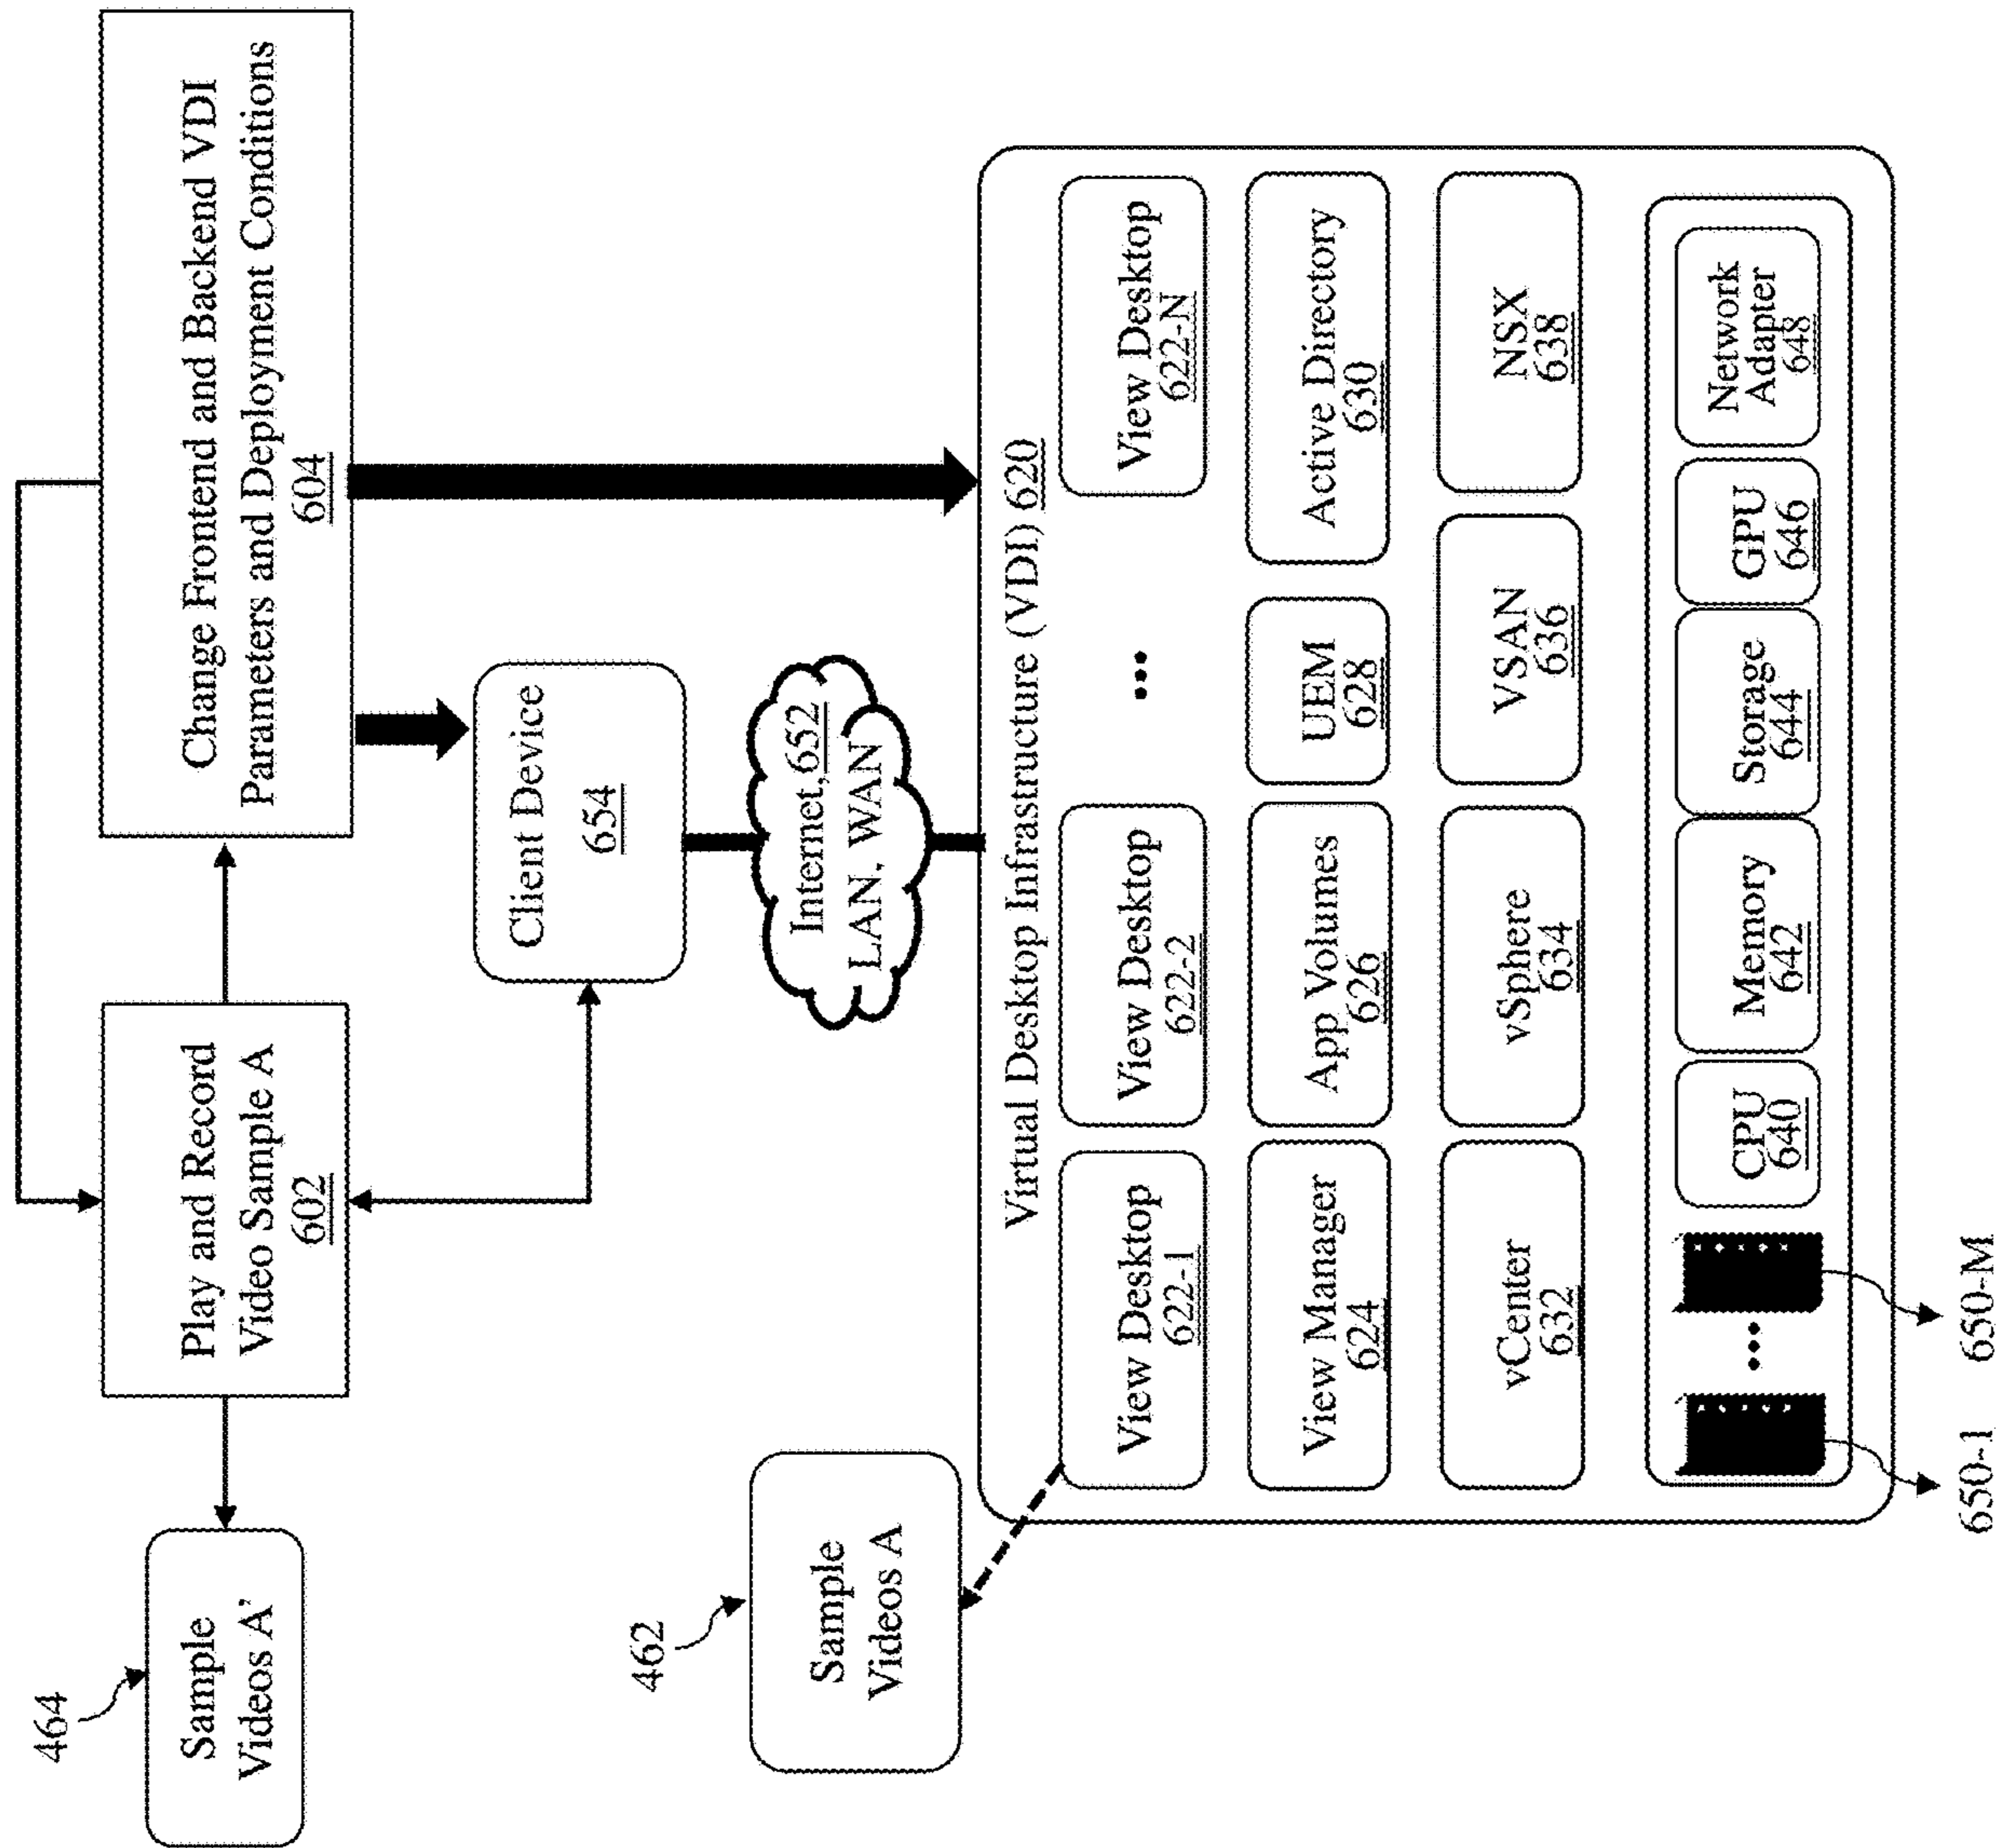 464
Sample
Videos A'
Play and Record
Video Sample A
602
Change Frontend and Backend VDI
Parameters and Deployment Conditions
604
Client Device
654
Internet, 652
LAN, WAN
462
Sample
Videos A
Virtual Desktop Infrastructure (VDI) 620
View Desktop
622-1
View Desktop
622-2
...
View Desktop
622-N
View Manager
624
App Volumes
626
UEM
628
Active Directory
630
vCenter
632
vSphere
634
VSAN
636
NSX
638
...
CPU
640
Memory
642
Storage
644
GPU
646
Network
Adapter
648
650-1
650-M